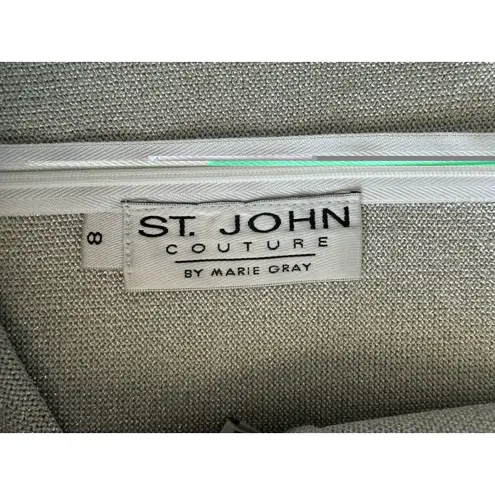 8
ST. JOHN
COUTURE
BY MARIE GRAY